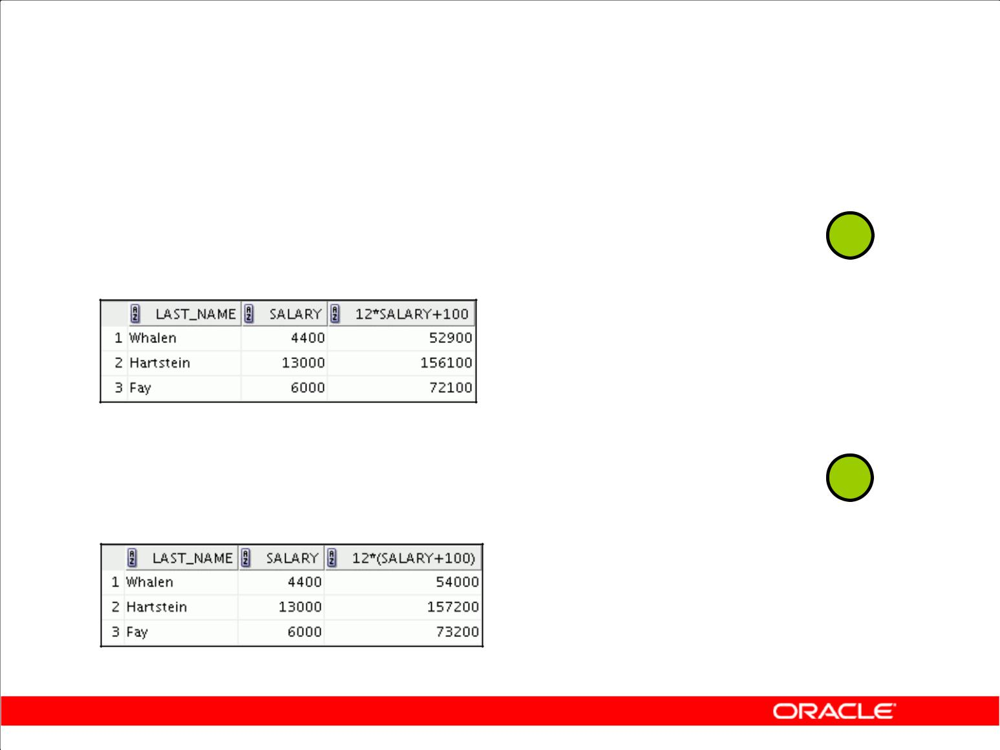 LAST_NAME SALARY 12*SALARY+100
1 Whalen 4400 52900
2 Hartstein 13000 156100
3 Fay 6000 72100
LAST_NAME SALARY 12*(SALARY+100)
1 Whalen 4400 54000
2 Hartstein 13000 157200
3 Fay 6000 73200
ORACLE